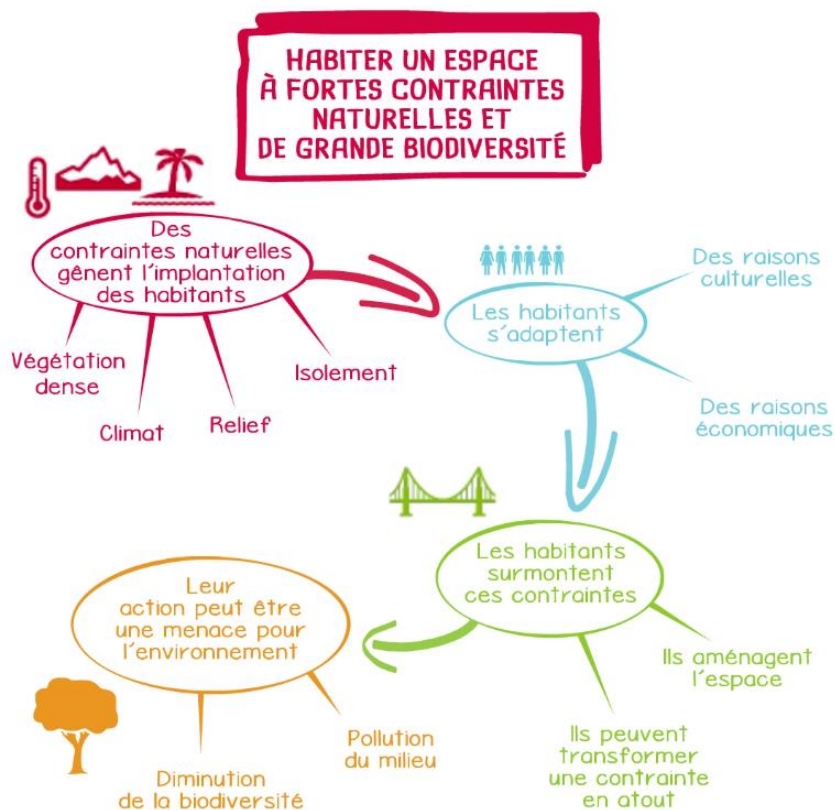 HABITER UN ESPACE
À FORTES CONTRAINTES
NATURELLES ET
DE GRANDE BIODIVERSITÉ
Des
contraintes naturelles
gênent l'implantation
des habitants
Végétation
dense
Climat
Relief
Isolement
Les habitants
s'adaptent
Des raisons
culturelles
Des raisons
économiques
Les habitants
surmontent
ces contraintes
Ils aménagent
l'espace
Ils peuvent
transformer
une contrainte
en atout
Leur
action peut être
une menace pour
l'environnement
Pollution
du milieu
Diminution
de la biodiversité